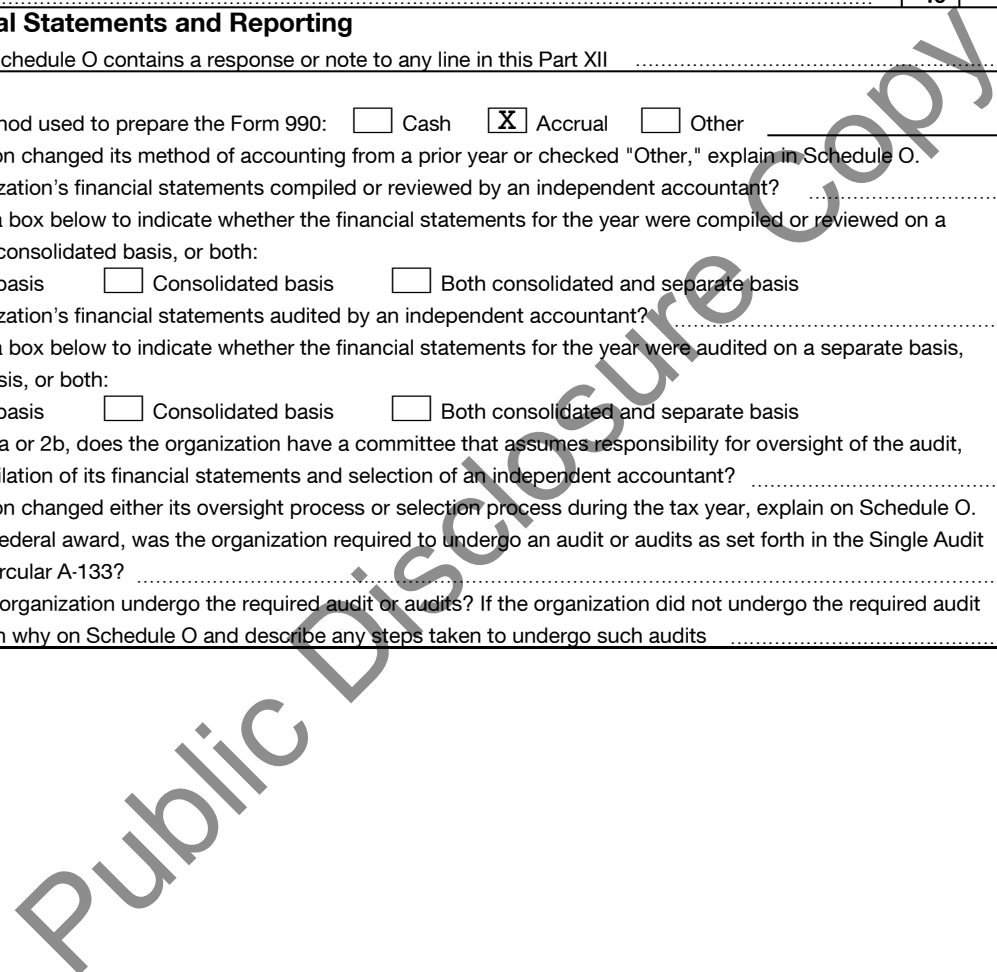 al Statements and Reporting
chedule O contains a response or note to any line in this Part XII
nod used to prepare the Form 990: Cash X Accrual Other
on changed its method of accounting from a prior year or checked "Other," explain in Schedule O.
zation's financial statements compiled or reviewed by an independent accountant?
a box below to indicate whether the financial statements for the year were compiled or reviewed on a
consolidated basis, or both:
basis Consolidated basis Both consolidated and separate basis
zation's financial statements audited by an independent accountant?
a box below to indicate whether the financial statements for the year were audited on a separate basis,
sis, or both:
basis Consolidated basis Both consolidated and separate basis
a or 2b, does the organization have a committee that assumes responsibility for oversight of the audit,
ilation of its financial statements and selection of an independent accountant?
on changed either its oversight process or selection process during the tax year, explain on Schedule O.
ederal award, was the organization required to undergo an audit or audits as set forth in the Single Audit
rcular A-133?
organization undergo the required audit or audits? If the organization did not undergo the required audit
n why on Schedule O and describe any steps taken to undergo such audits
Public Disclosure Copy